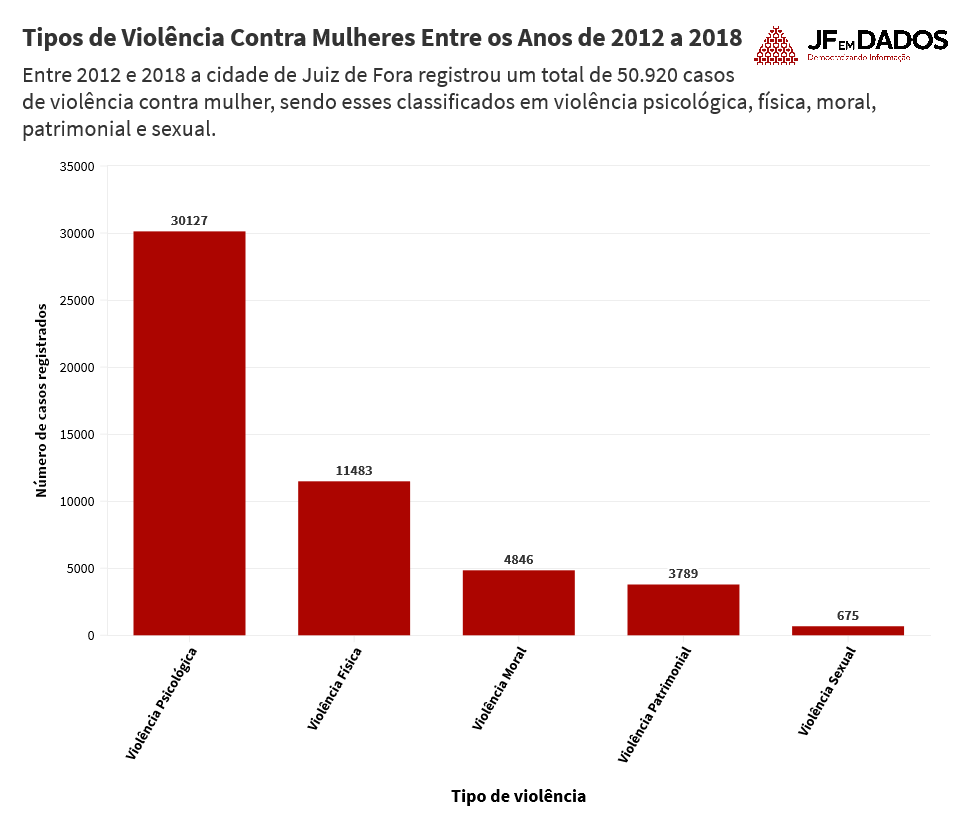 Tipos de Violência Contra Mulheres Entre os Anos de 2012 a 2018
JF EM DADOS
Democratizando Informação
Entre 2012 e 2018 a cidade de Juiz de Fora registrou um total de 50.920 casos
de violência contra mulher, sendo esses classificados em violência psicológica, física, moral,
patrimonial e sexual.
Número de casos registrados
35000
30000
25000
20000
15000
10000
5000
0
30127
11483
4846
3789
675
Violência Psicológica
Violência Física
Violência Moral
Violência Patrimonial
Violência Sexual
Tipo de violência